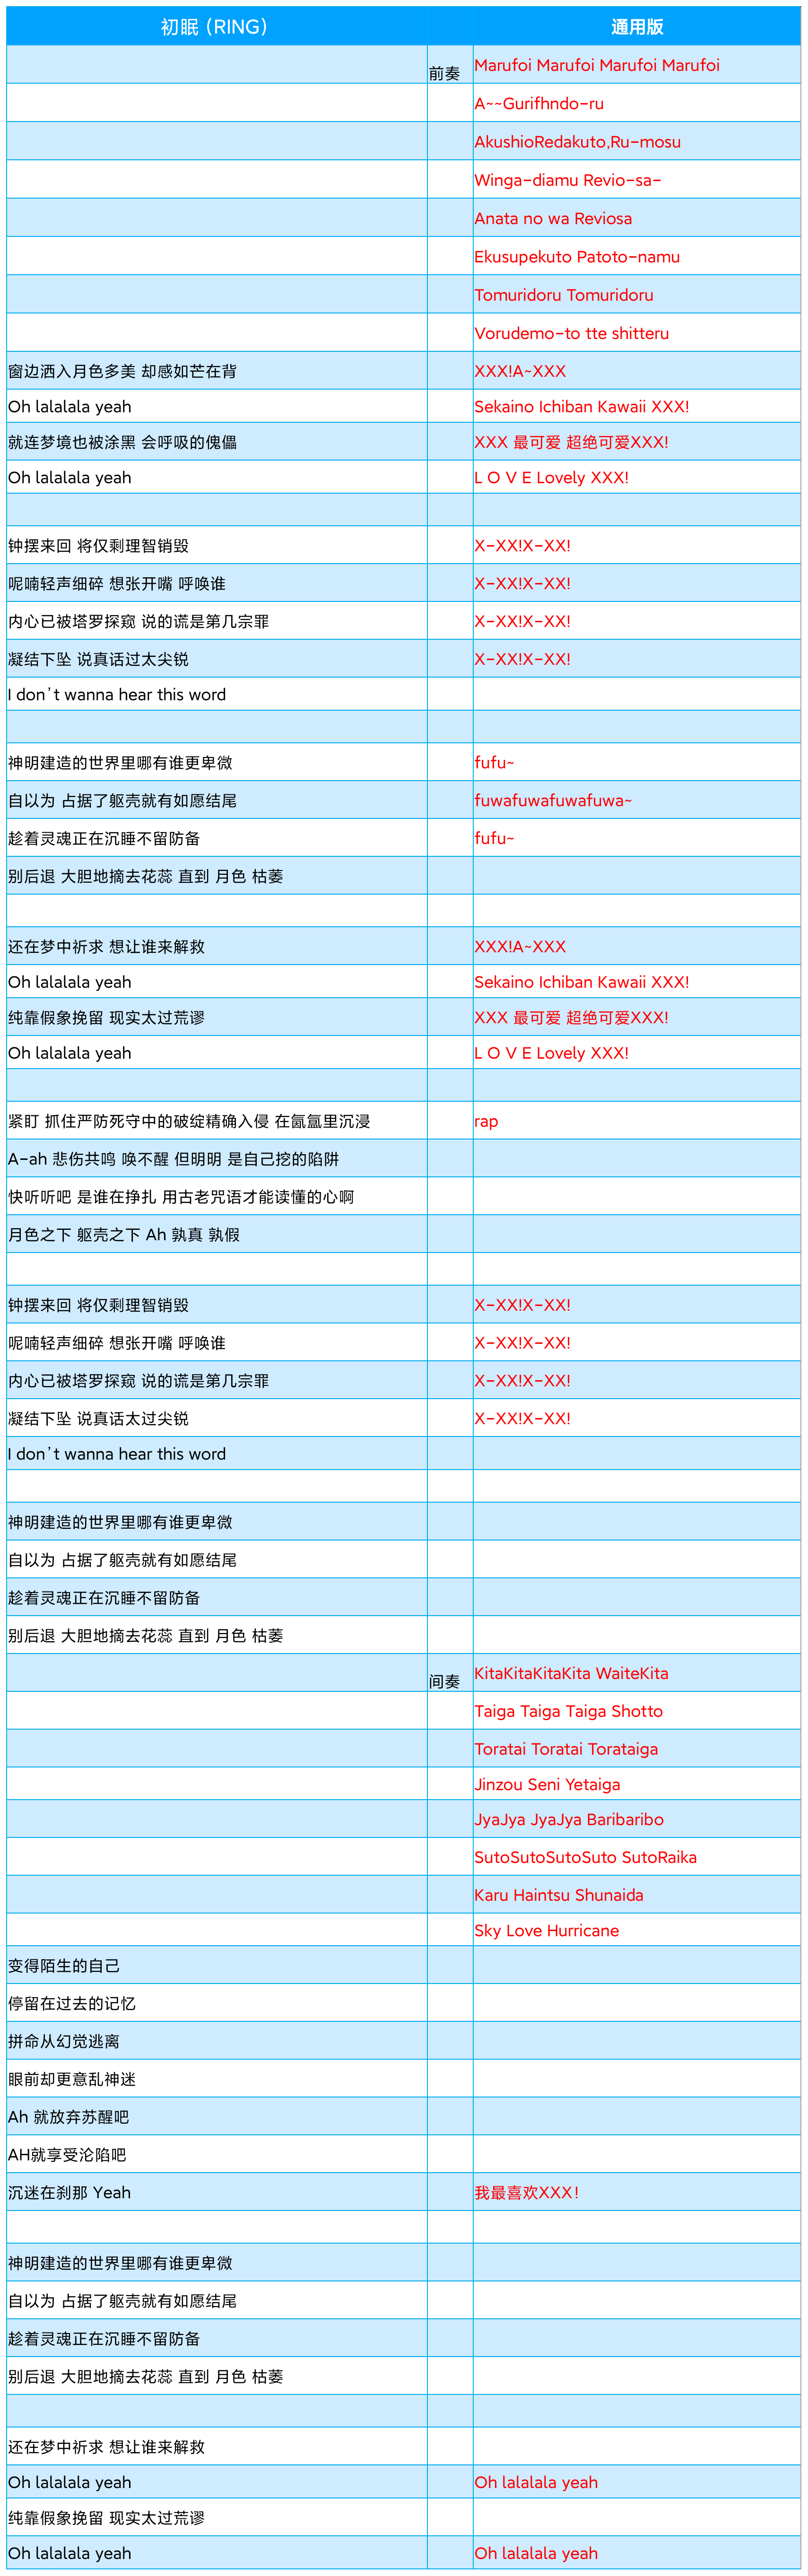 初眠（RING） 通用版
前奏 Marufoi Marufoi Marufoi Marufoi
A~~Gurifhndo-ru
AkushioRedakuto,Ru-mosu
Winga-diamu Revio-sa-
Anata no wa Reviosa
Ekusupekuto Patoto-namu
Tomuridoru Tomuridoru
Vorudemo-to tte shitteru
窗边洒入月色多美 却感如芒在背 XXX!A~XXX
Oh lalalala yeah Sekaino Ichiban Kawaii XXX!
就连梦境也被涂黑 会呼吸的傀儡 XXX 最可爱 超绝可爱XXX!
Oh lalalala yeah L O V E Lovely XXX!
钟摆来回 将仅剩理智销毁 X-XX!X-XX!
呢喃轻声细碎 想张开嘴 呼唤谁 X-XX!X-XX!
内心已被塔罗探窥 说的谎是第几宗罪 X-XX!X-XX!
凝结下坠 说真话过太尖锐 X-XX!X-XX!
I don't wanna hear this word
神明建造的世界里哪有谁更卑微 fufu~
自以为 占据了躯壳就有如愿结尾 fuwafuwafuwafuwa~
趁着灵魂正在沉睡不留防备 fufu~
别后退 大胆地摘去花蕊 直到 月色 枯萎
还在梦中祈求 想让谁来解救 XXX!A~XXX
Oh lalalala yeah Sekaino Ichiban Kawaii XXX!
纯靠假象挽留 现实太过荒谬 XXX 最可爱 超绝可爱XXX!
Oh lalalala yeah L O V E Lovely XXX!
紧盯 抓住严防死守中的破绽精确入侵 在氤氲里沉浸 rap
A-ah 悲伤共鸣 唤不醒 但明明 是自己挖的陷阱
快听听吧 是谁在挣扎 用古老咒语才能读懂的心啊
月色之下 躯壳之下 Ah 孰真 孰假
钟摆来回 将仅剩理智销毁 X-XX!X-XX!
呢喃轻声细碎 想张开嘴 呼唤谁 X-XX!X-XX!
内心已被塔罗探窥 说的谎是第几宗罪 X-XX!X-XX!
凝结下坠 说真话太过尖锐 X-XX!X-XX!
I don't wanna hear this word
神明建造的世界里哪有谁更卑微
自以为 占据了躯壳就有如愿结尾
趁着灵魂正在沉睡不留防备
别后退 大胆地摘去花蕊 直到 月色 枯萎
间奏 KitaKitaKitaKita WaiteKita
Taiga Taiga Taiga Shotto
Toratai Toratai Torataiga
Jinzou Seni Yetaiga
JyaJya JyaJya Baribaribo
SutoSutoSutoSuto SutoRaika
Karu Haintsu Shunaida
Sky Love Hurricane
变得陌生的自己
停留在过去的记忆
拼命从幻觉逃离
眼前却更意乱神迷
Ah 就放弃苏醒吧
AH就享受沦陷吧
沉迷在刹那 Yeah 我最喜欢XXX！
神明建造的世界里哪有谁更卑微
自以为 占据了躯壳就有如愿结尾
趁着灵魂正在沉睡不留防备
别后退 大胆地摘去花蕊 直到 月色 枯萎
还在梦中祈求 想让谁来解救
Oh lalalala yeah Oh lalalala yeah
纯靠假象挽留 现实太过荒谬
Oh lalalala yeah Oh lalalala yeah